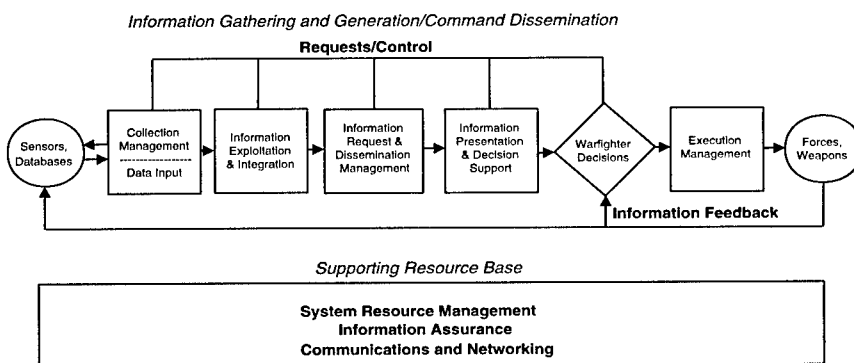 Information Gathering and Generation/Command Dissemination
Requests/Control
Sensors,
Databases
Collection
Management
Data Input
Information
Exploitation
& Integration
Information
Request &
Dissemination
Management
Information
Presentation
& Decision
Support
Warfighter
Decisions
Execution
Management
Forces,
Weapons
Information Feedback
Supporting Resource Base
System Resource Management
Information Assurance
Communications and Networking